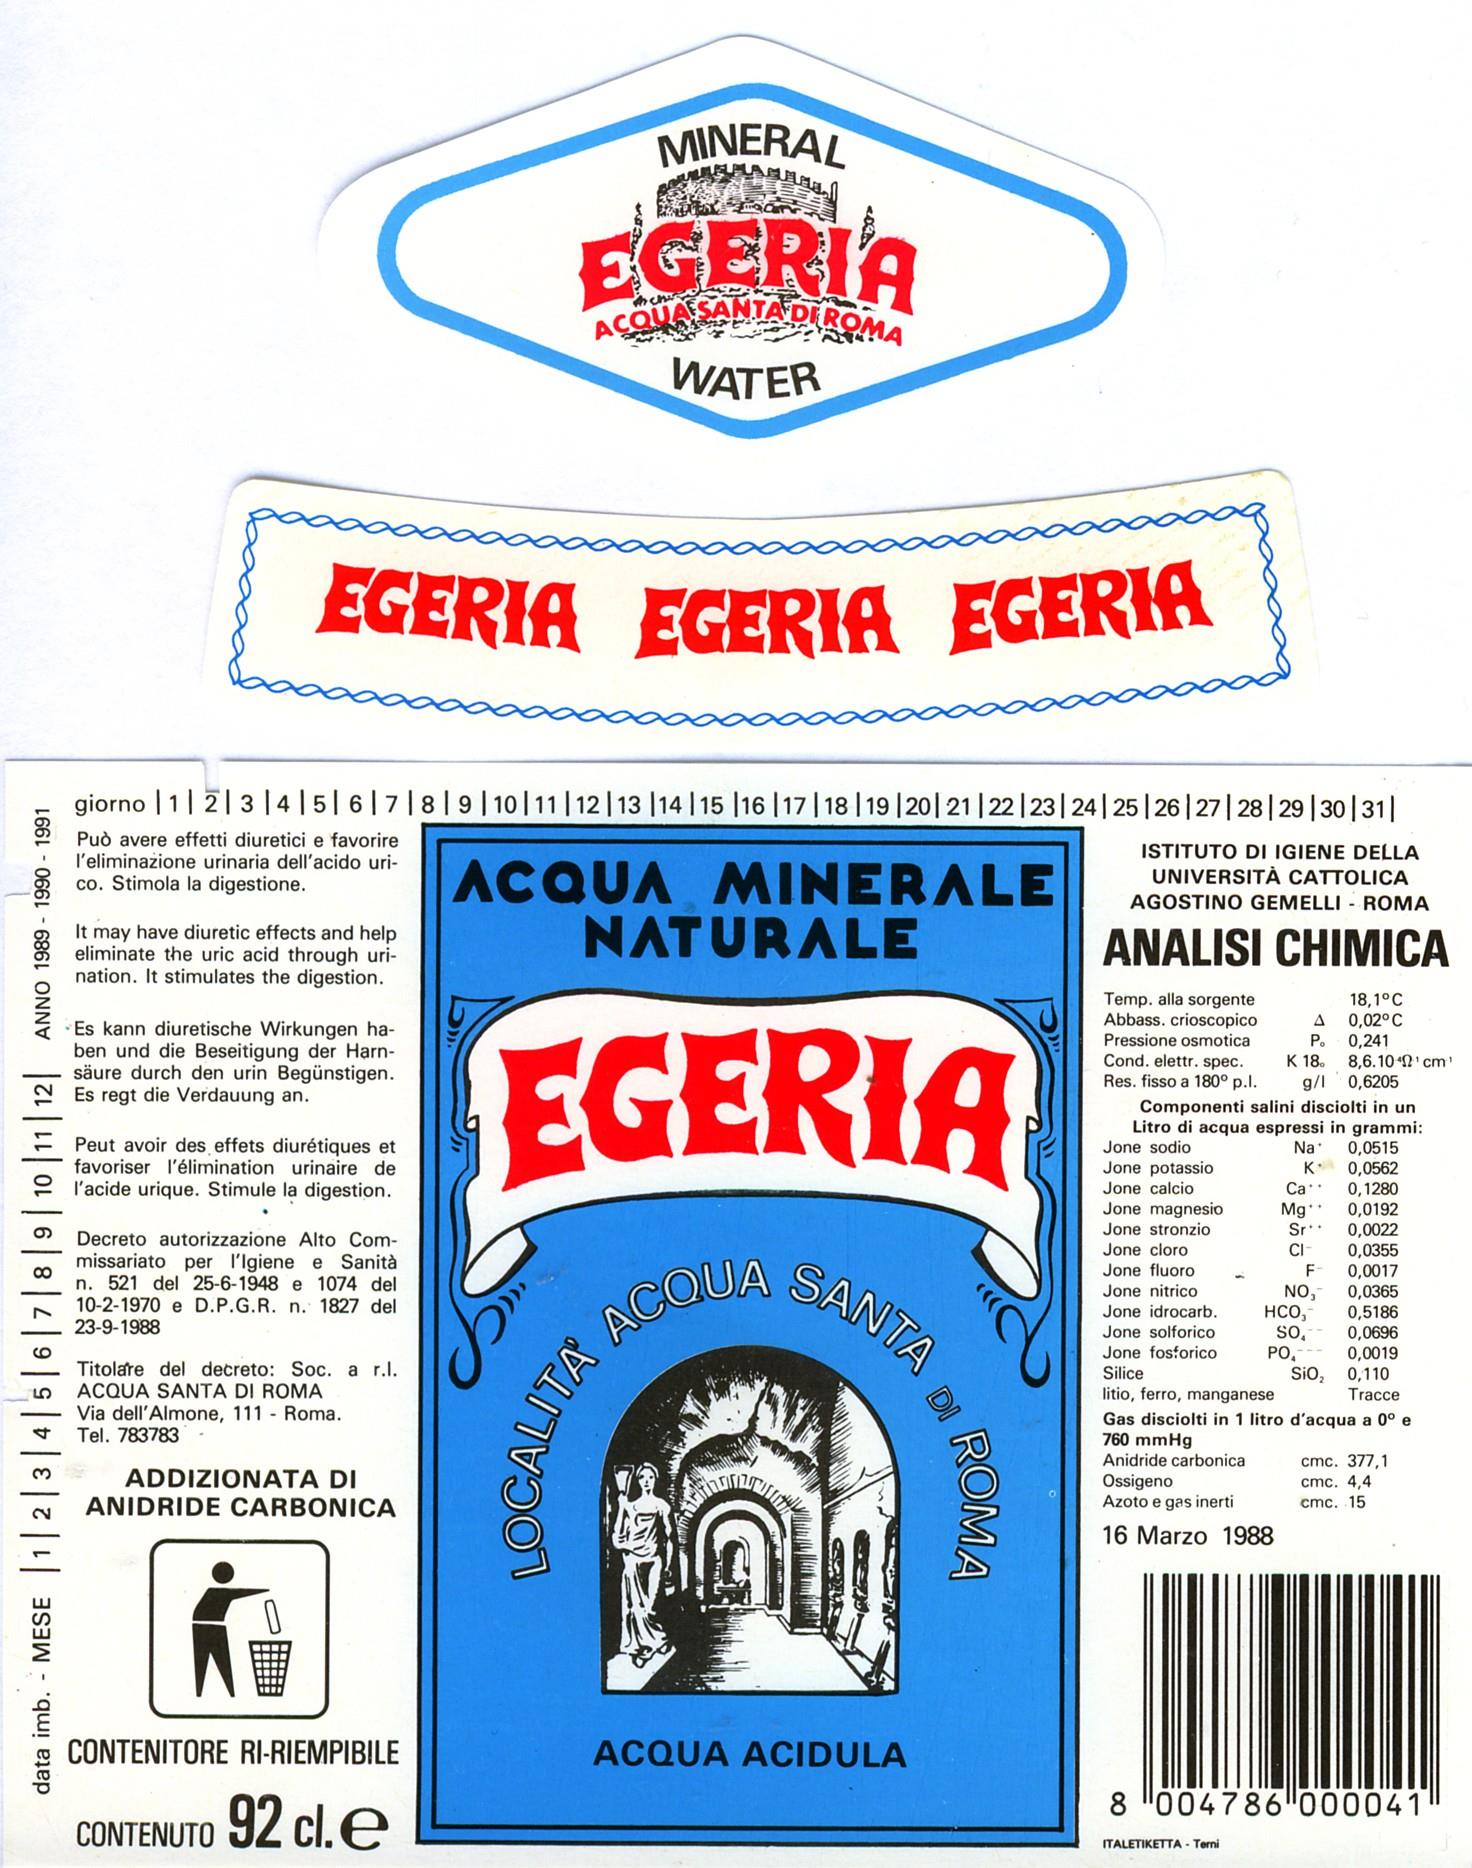 MINERAL
EGERIA
ACQUA SANTA DI ROMA
WATER
EGERIA EGERIA EGERIA
giorno |1|2|3|4|5|6|7|8|9|10|11|12|13|14|15|16|17|18|19|20|21|22|23|24|25|26|27|28|29|30|31|
data imb. - MESE |1|2|3|4|5|6|7|8|9|10|11|12| ANNO 1989 - 1990 - 1991
Può avere effetti diuretici e favorire
l'eliminazione urinaria dell'acido uri-
co. Stimola la digestione.
It may have diuretic effects and help
eliminate the uric acid through uri-
nation. It stimulates the digestion.
Es kann diuretische Wirkungen ha-
ben und die Beseitigung der Harn-
säure durch den urin Begünstigen.
Es regt die Verdauung an.
Peut avoir des effets diurétiques et
favoriser l'élimination urinaire de
l'acide urique. Stimule la digestion.
Decreto autorizzazione Alto Com-
missariato per l'Igiene e Sanità
n. 521 del 25-6-1948 e 1074 del
10-2-1970 e D.P.G.R. n. 1827 del
23-9-1988
Titolare del decreto: Soc. a r.l.
ACQUA SANTA DI ROMA
Via dell'Almone, 111 - Roma.
Tel. 783783
ADDIZIONATA DI
ANIDRIDE CARBONICA
CONTENITORE RI-RIEMPIBILE
CONTENUTO 92 cl. e
ACQUA MINERALE
NATURALE
EGERIA
LOCALITA' ACQUA SANTA DI ROMA
ACQUA ACIDULA
ISTITUTO DI IGIENE DELLA
UNIVERSITÀ CATTOLICA
AGOSTINO GEMELLI - ROMA
ANALISI CHIMICA
Temp. alla sorgente 18,1°C
Abbass. crioscopico Δ 0,02°C
Pressione osmotica P₀ 0,241
Cond. elettr. spec. K 18₀ 8,6.10⁻⁴Ω⁻¹ cm⁻¹
Res. fisso a 180° p.l. g/l 0,6205
Componenti salini disciolti in un
Litro di acqua espressi in grammi:
Jone sodio Na⁺ 0,0515
Jone potassio K⁺ 0,0562
Jone calcio Ca⁺⁺ 0,1280
Jone magnesio Mg⁺⁺ 0,0192
Jone stronzio Sr⁺⁺ 0,0022
Jone cloro Cl⁻ 0,0355
Jone fluoro F⁻ 0,0017
Jone nitrico NO₃⁻ 0,0365
Jone idrocarb. HCO₃⁻ 0,5186
Jone solforico SO₄⁻⁻ 0,0696
Jone fosforico PO₄⁻⁻⁻ 0,0019
Silice SiO₂ 0,110
litio, ferro, manganese Tracce
Gas disciolti in 1 litro d'acqua a 0° e
760 mmHg
Anidride carbonica cmc. 377,1
Ossigeno cmc. 4,4
Azoto e gas inerti cmc. 15
16 Marzo 1988
8 004786 000041
ITALETIKETTA - Terni